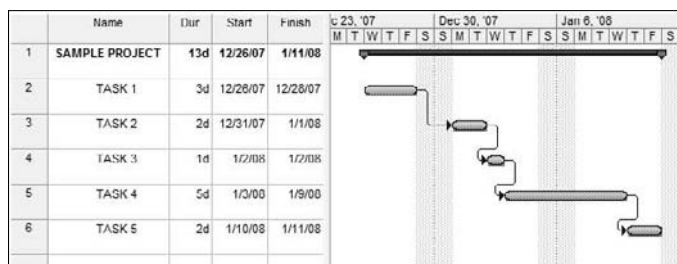 Name Dur Start Finish c 23, '07 Dec 30, '07 Jan 6, '08
M T W T F S S M T W T F S S M T W T F S
1 SAMPLE PROJECT 13d 12/26/07 1/11/08
2 TASK 1 3d 12/26/07 12/28/07
3 TASK 2 2d 12/31/07 1/1/08
4 TASK 3 1d 1/2/08 1/2/08
5 TASK 4 5d 1/3/08 1/9/08
6 TASK 5 2d 1/10/08 1/11/08